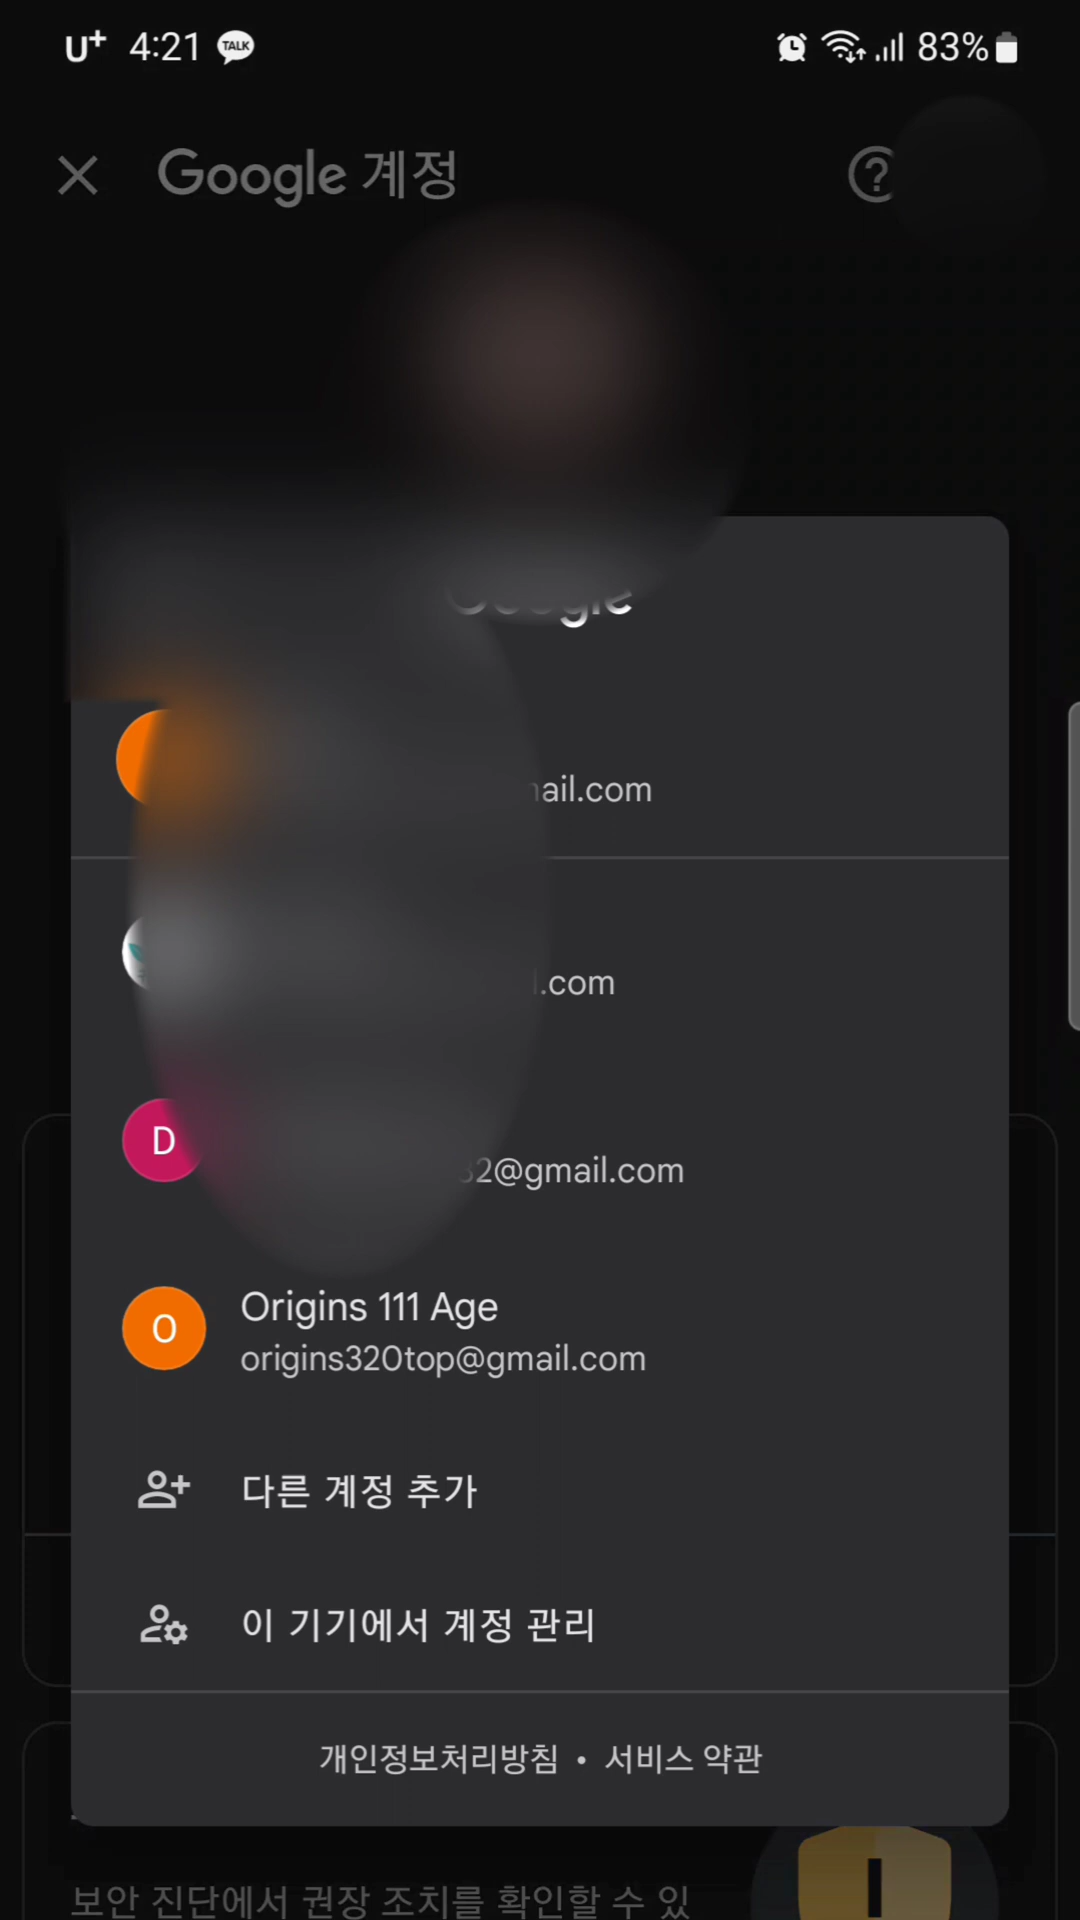 U+ 4:21 TALK 83%
Google 계정
ail.com
.com
D
2@gmail.com
O
Origins 111 Age
origins320top@gmail.com
다른 계정 추가
이 기기에서 계정 관리
개인정보처리방침 • 서비스 약관
보안 진단에서 권장 조치를 확인할 수 있